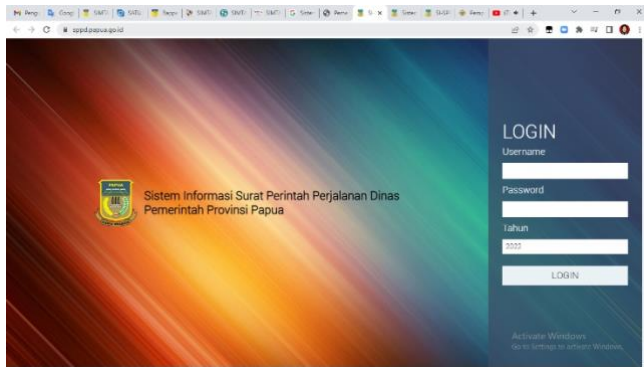 sppd.papua.go.id
LOGIN
Username
Sistem Informasi Surat Perintah Perjalanan Dinas
Pemerintah Provinsi Papua
Password
Tahun
2022
LOGIN
Activate Windows
Go to Settings to activate Windows.